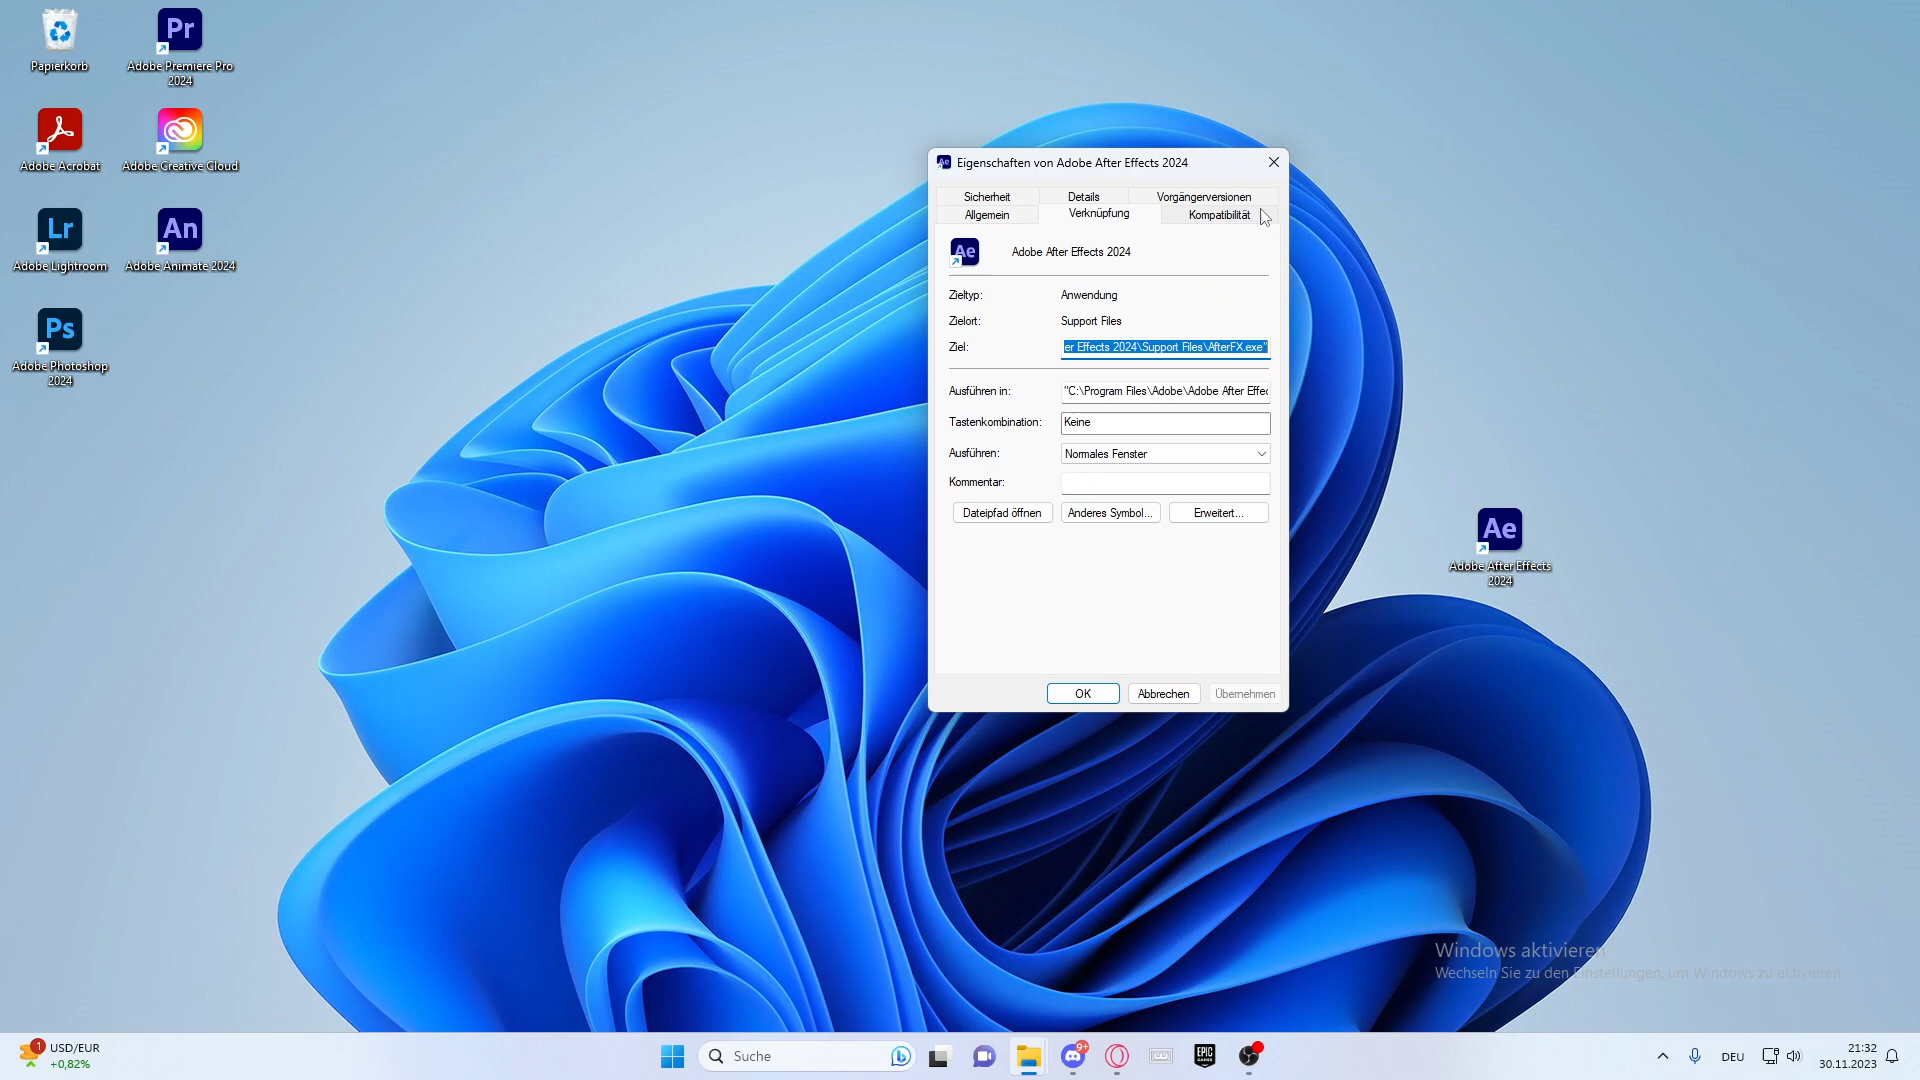 Papierkorb
Pr
Adobe Premiere Pro
2024
Adobe Acrobat
Adobe Creative Cloud
Lr
Adobe Lightroom
An
Adobe Animate 2024
Ps
Adobe Photoshop
2024
Ae Eigenschaften von Adobe After Effects 2024
Sicherheit Details Vorgängerversionen
Allgemein Verknüpfung Kompatibilität
Ae Adobe After Effects 2024
Zieltyp: Anwendung
Zielort: Support Files
Ziel: er Effects 2024\Support Files\AfterFX.exe"
Ausführen in: "C:\Program Files\Adobe\Adobe After Effec
Tastenkombination: Keine
Ausführen: Normales Fenster
Kommentar:
Dateipfad öffnen Anderes Symbol... Erweitert...
OK Abbrechen Übernehmen
Ae
Adobe After Effects
2024
Windows aktivieren
Wechseln Sie zu den Einstellungen, um Windows zu aktivieren.
1
USD/EUR
+0,82%
Suche
9+
EPIC
GAMES
DEU
21:32
30.11.2023